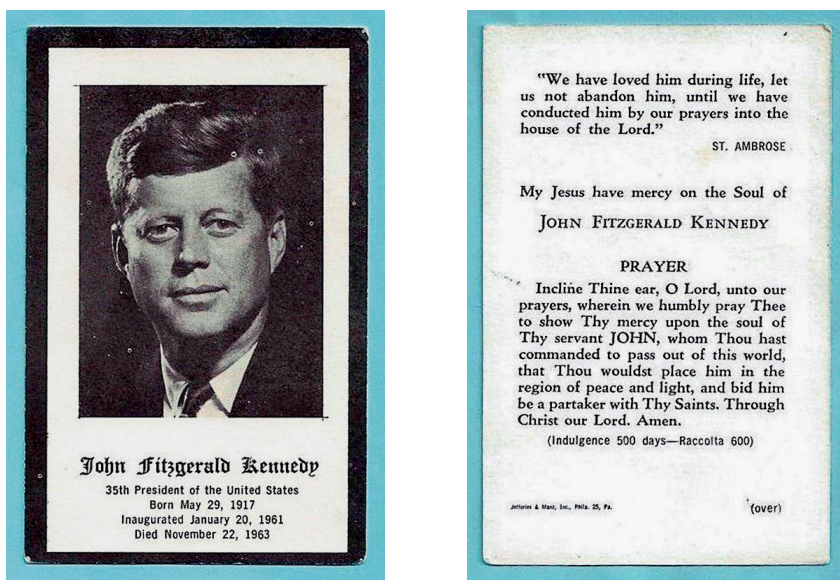 John Fitzgerald Kennedy
35th President of the United States
Born May 29, 1917
Inaugurated January 20, 1961
Died November 22, 1963
"We have loved him during life, let
us not abandon him, until we have
conducted him by our prayers into the
house of the Lord."
ST. AMBROSE
My Jesus have mercy on the Soul of
JOHN FITZGERALD KENNEDY
PRAYER
Incline Thine ear, O Lord, unto our
prayers, wherein we humbly pray Thee
to show Thy mercy upon the soul of
Thy servant JOHN, whom Thou hast
commanded to pass out of this world,
that Thou wouldst place him in the
region of peace and light, and bid him
be a partaker with Thy Saints. Through
Christ our Lord. Amen.
(Indulgence 500 days—Raccolta 600)
Jefferies & Manz, Inc., Phila. 25, Pa.
(over)